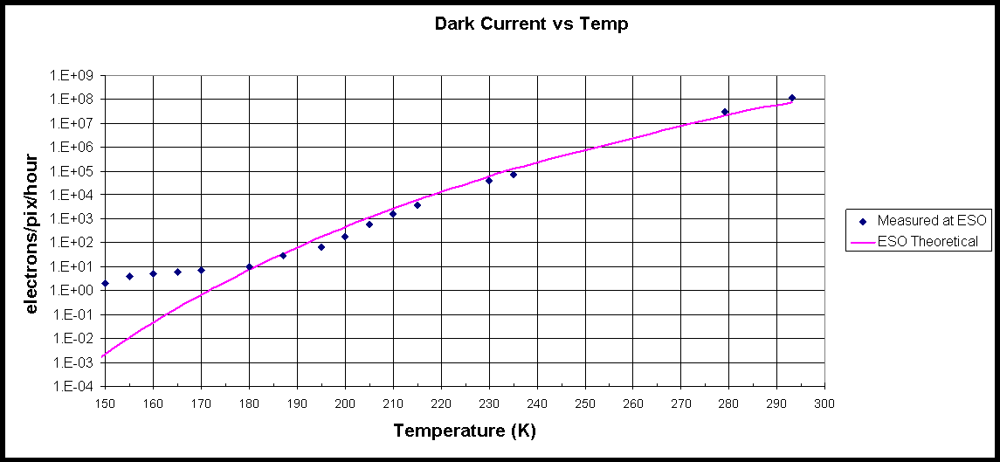 Dark Current vs Temp
1.E+09
1.E+08
1.E+07
1.E+06
1.E+05
1.E+04
1.E+03
1.E+02
1.E+01
1.E+00
1.E-01
1.E-02
1.E-03
1.E-04
electrons/pix/hour
150 160 170 180 190 200 210 220 230 240 250 260 270 280 290 300
Temperature (K)
Measured at ESO
ESO Theoretical